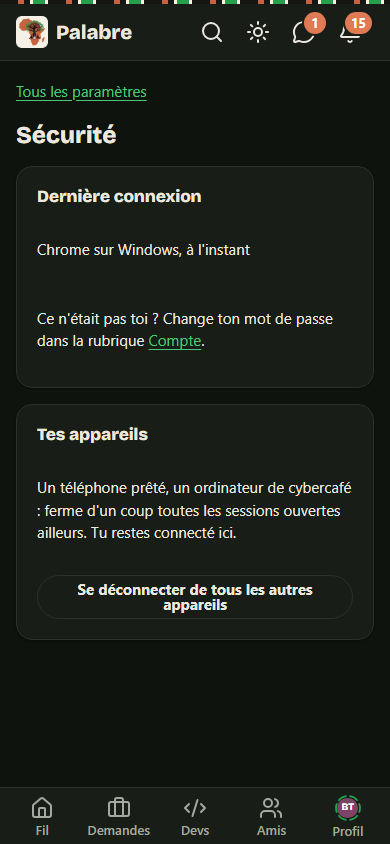 Palabre
1
15
Tous les paramètres
Sécurité
Dernière connexion
Chrome sur Windows, à l'instant
Ce n'était pas toi ? Change ton mot de passe
dans la rubrique Compte.
Tes appareils
Un téléphone prêté, un ordinateur de cybercafé
: ferme d'un coup toutes les sessions ouvertes
ailleurs. Tu restes connecté ici.
Se déconnecter de tous les autres
appareils
BT
Fil
Demandes
Devs
Amis
Profil